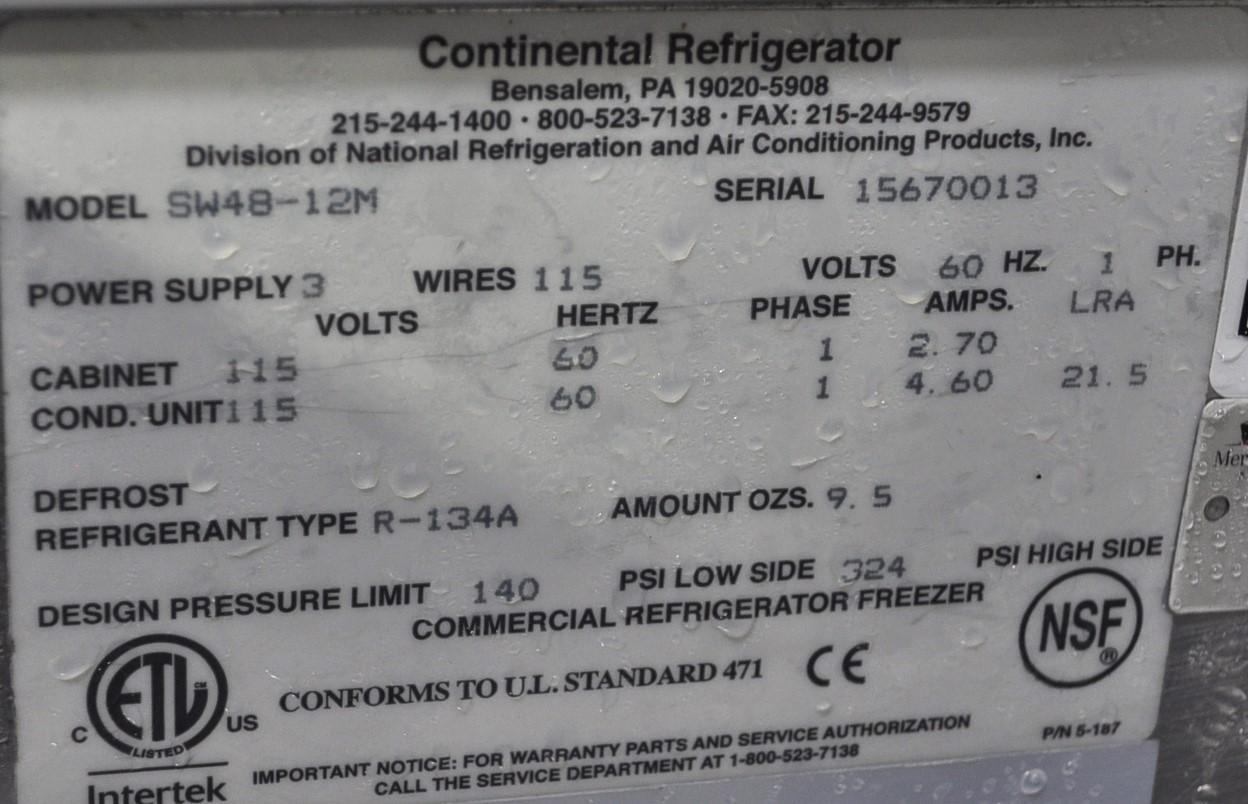 Continental Refrigerator
Bensalem, PA 19020-5908
215-244-1400 · 800-523-7138 · FAX: 215-244-9579
Division of National Refrigeration and Air Conditioning Products, Inc.
MODEL SW48-12M SERIAL 15670013
POWER SUPPLY 3 WIRES 115 VOLTS 60 HZ. 1 PH.
VOLTS HERTZ PHASE AMPS. LRA
CABINET 115 60 1 2.70
COND. UNIT 115 60 1 4.60 21.5
DEFROST
REFRIGERANT TYPE R-134A AMOUNT OZS. 9.5
DESIGN PRESSURE LIMIT 140 PSI LOW SIDE 324 PSI HIGH SIDE
COMMERCIAL REFRIGERATOR FREEZER
NSF ®
ETL CM
C US
LISTED
Intertek
CONFORMS TO U.L. STANDARD 471 CE
IMPORTANT NOTICE: FOR WARRANTY PARTS AND SERVICE AUTHORIZATION
CALL THE SERVICE DEPARTMENT AT 1-800-523-7138
P/N 5-187